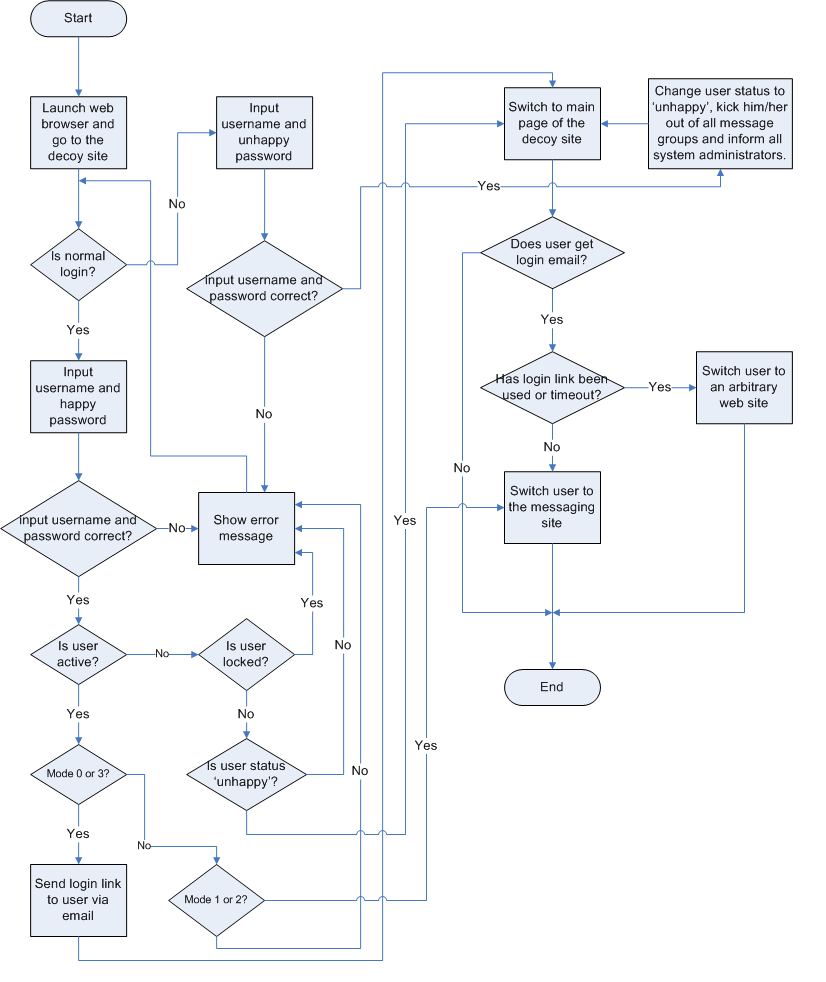 Start
Launch web
browser and
go to the
decoy site
Input
username and
unhappy
password
Switch to main
page of the
decoy site
Change user status to
‘unhappy’, kick him/her
out of all message
groups and inform all
system administrators.
No
Yes
Is normal
login?
Input username and
password correct?
Does user get
login email?
Yes
Yes
Input
username and
happy
password
Has login link been
used or timeout?
Yes
Switch user to
an arbitrary
web site
No
No
No
Switch user to
the messaging
site
Input username and
password correct?
No
Show error
message
Yes
Yes
Yes
Is user
active?
No
Is user
locked?
No
End
Yes
No
Yes
Mode 0 or 3?
Is user status
‘unhappy’?
No
Yes
No
Send login link
to user via
email
Mode 1 or 2?